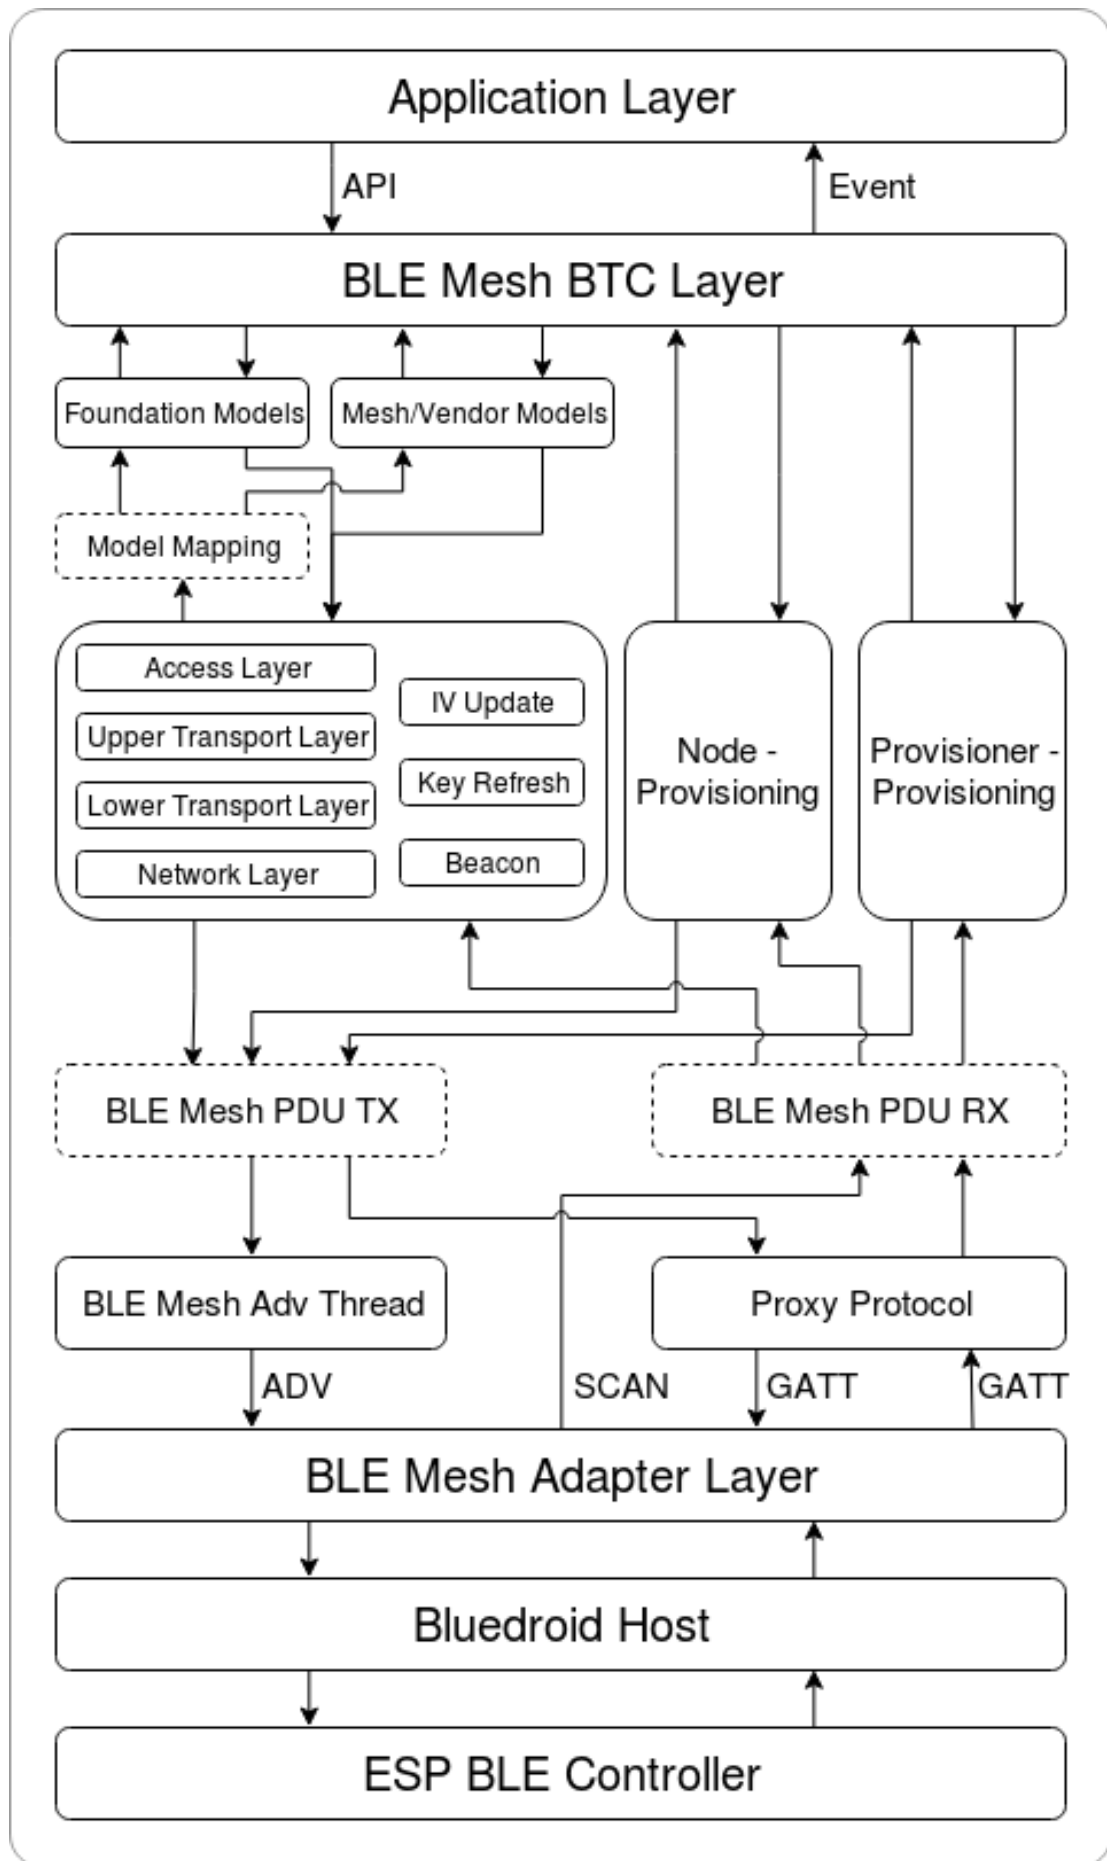 Application Layer
API
Event
BLE Mesh BTC Layer
Foundation Models
Mesh/Vendor Models
Model Mapping
Access Layer
Upper Transport Layer
Lower Transport Layer
Network Layer
IV Update
Key Refresh
Beacon
Node -
Provisioning
Provisioner -
Provisioning
BLE Mesh PDU TX
BLE Mesh PDU RX
BLE Mesh Adv Thread
Proxy Protocol
ADV
SCAN
GATT
GATT
BLE Mesh Adapter Layer
Bluedroid Host
ESP BLE Controller